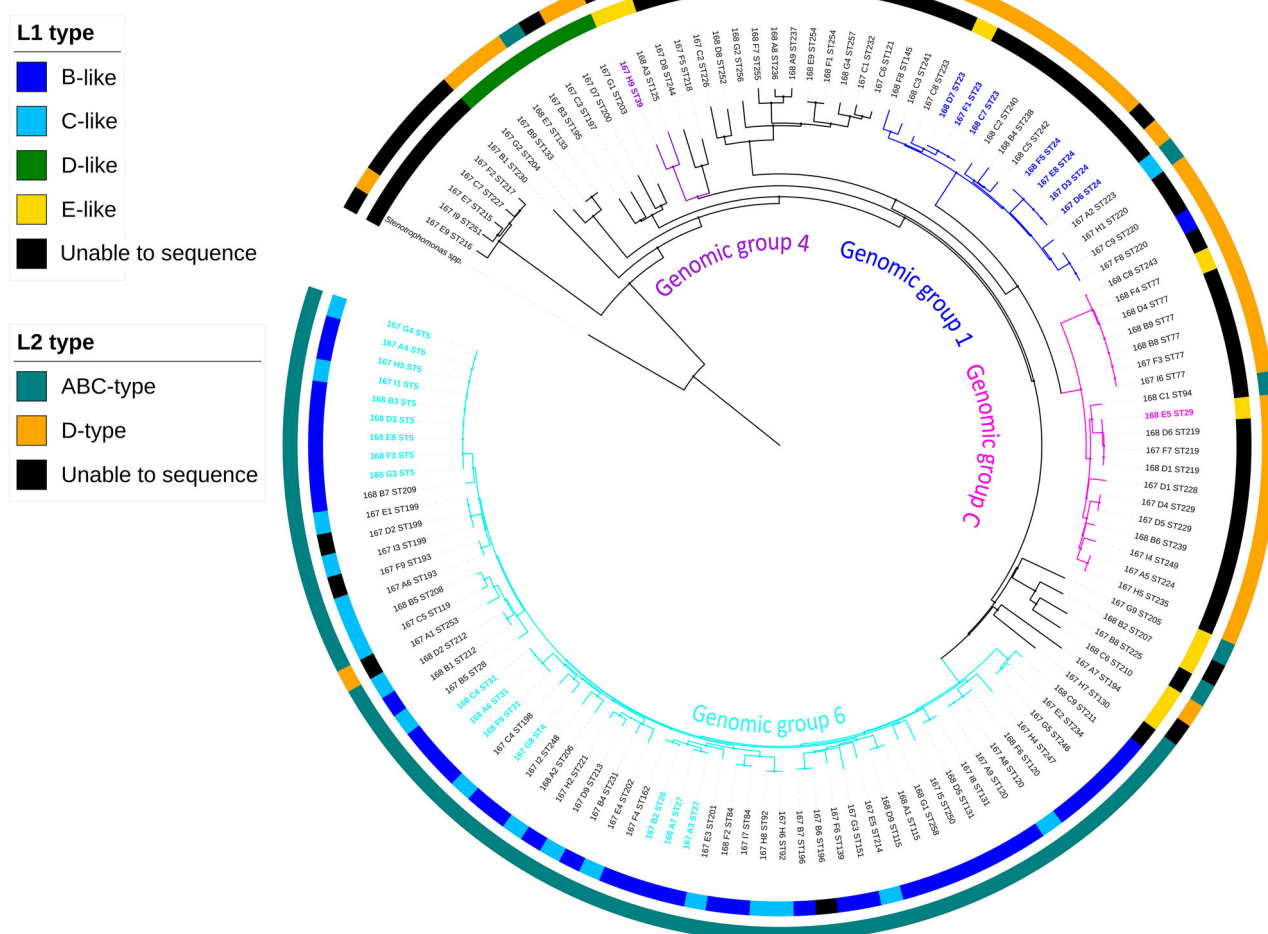 L1 type
B-like
C-like
D-like
E-like
Unable to sequence
L2 type
ABC-type
D-type
Unable to sequence
Genomic group 4
Genomic group 1
Genomic group C
Genomic group 6
Stenotrophomonas spp.
167 E9 ST216
167 I9 ST251
167 E7 ST215
167 C7 ST227
167 F2 ST217
167 B1 ST230
167 G2 ST204
167 B9 ST133
168 E7 ST133
167 B3 ST195
167 C3 ST197
167 D7 ST200
167 G1 ST203
167 H9 ST39
168 A3 ST125
167 D8 ST244
167 F5 ST218
167 C2 ST226
168 D8 ST252
168 G2 ST256
168 F7 ST255
168 A8 ST236
168 A9 ST237
168 E9 ST254
168 F1 ST254
168 G4 ST257
167 C1 ST232
167 C6 ST121
168 F8 ST145
168 C3 ST241
167 C8 ST233
168 D7 ST23
167 F1 ST23
168 C7 ST23
168 C2 ST240
168 B4 ST238
168 C5 ST242
168 F5 ST24
167 E8 ST24
167 D3 ST24
167 D6 ST24
167 A2 ST223
167 H1 ST220
167 C9 ST220
167 F8 ST220
168 C8 ST243
168 F4 ST77
168 D4 ST77
168 B9 ST77
168 B8 ST77
167 F3 ST77
167 I6 ST77
168 C1 ST94
168 E5 ST29
168 D6 ST219
167 F7 ST219
168 D1 ST219
167 D1 ST228
167 D4 ST229
167 D5 ST229
168 B6 ST239
167 I4 ST249
167 A5 ST224
167 H5 ST235
167 G9 ST205
168 B2 ST207
167 B8 ST225
168 C6 ST210
167 A7 ST194
167 H7 ST130
168 C9 ST211
167 E2 ST234
167 G5 ST246
167 H4 ST247
168 F6 ST120
167 A8 ST120
167 A9 ST120
167 I8 ST131
168 D5 ST131
167 I5 ST250
168 G1 ST258
168 A1 ST115
168 D9 ST115
167 E5 ST214
167 G3 ST151
167 F6 ST139
167 B6 ST196
167 B7 ST196
167 H6 ST92
167 H8 ST92
167 I7 ST84
168 F2 ST84
167 E3 ST201
167 A3 ST27
168 A7 ST27
167 B2 ST26
167 F4 ST162
167 E4 ST202
167 B4 ST231
167 D9 ST213
167 H2 ST221
168 A2 ST206
167 I2 ST248
167 G8 ST4
167 C4 ST198
168 F9 ST31
168 A6 ST31
168 C4 ST31
167 B5 ST28
168 B1 ST212
168 D2 ST212
167 A1 ST253
167 C5 ST119
168 B5 ST208
167 A6 ST193
167 F9 ST193
167 I3 ST199
167 D2 ST199
167 E1 ST199
168 B7 ST209
168 G3 ST5
168 F3 ST5
168 E8 ST5
168 D3 ST5
168 B3 ST5
167 I1 ST5
167 H3 ST5
167 A4 ST5
167 G4 ST5